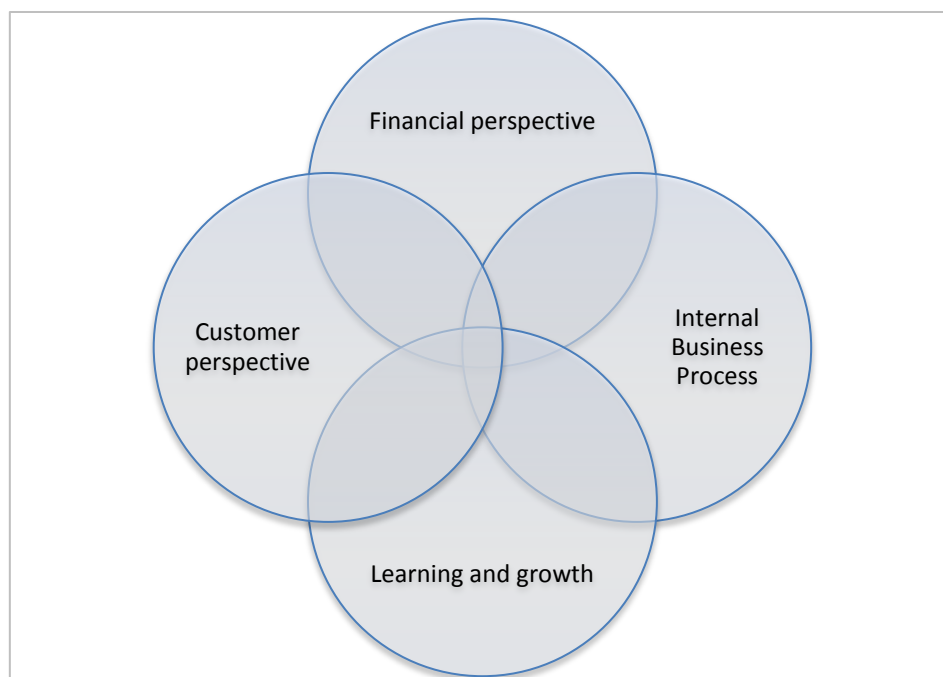 Financial perspective
Customer
perspective
Internal
Business
Process
Learning and growth